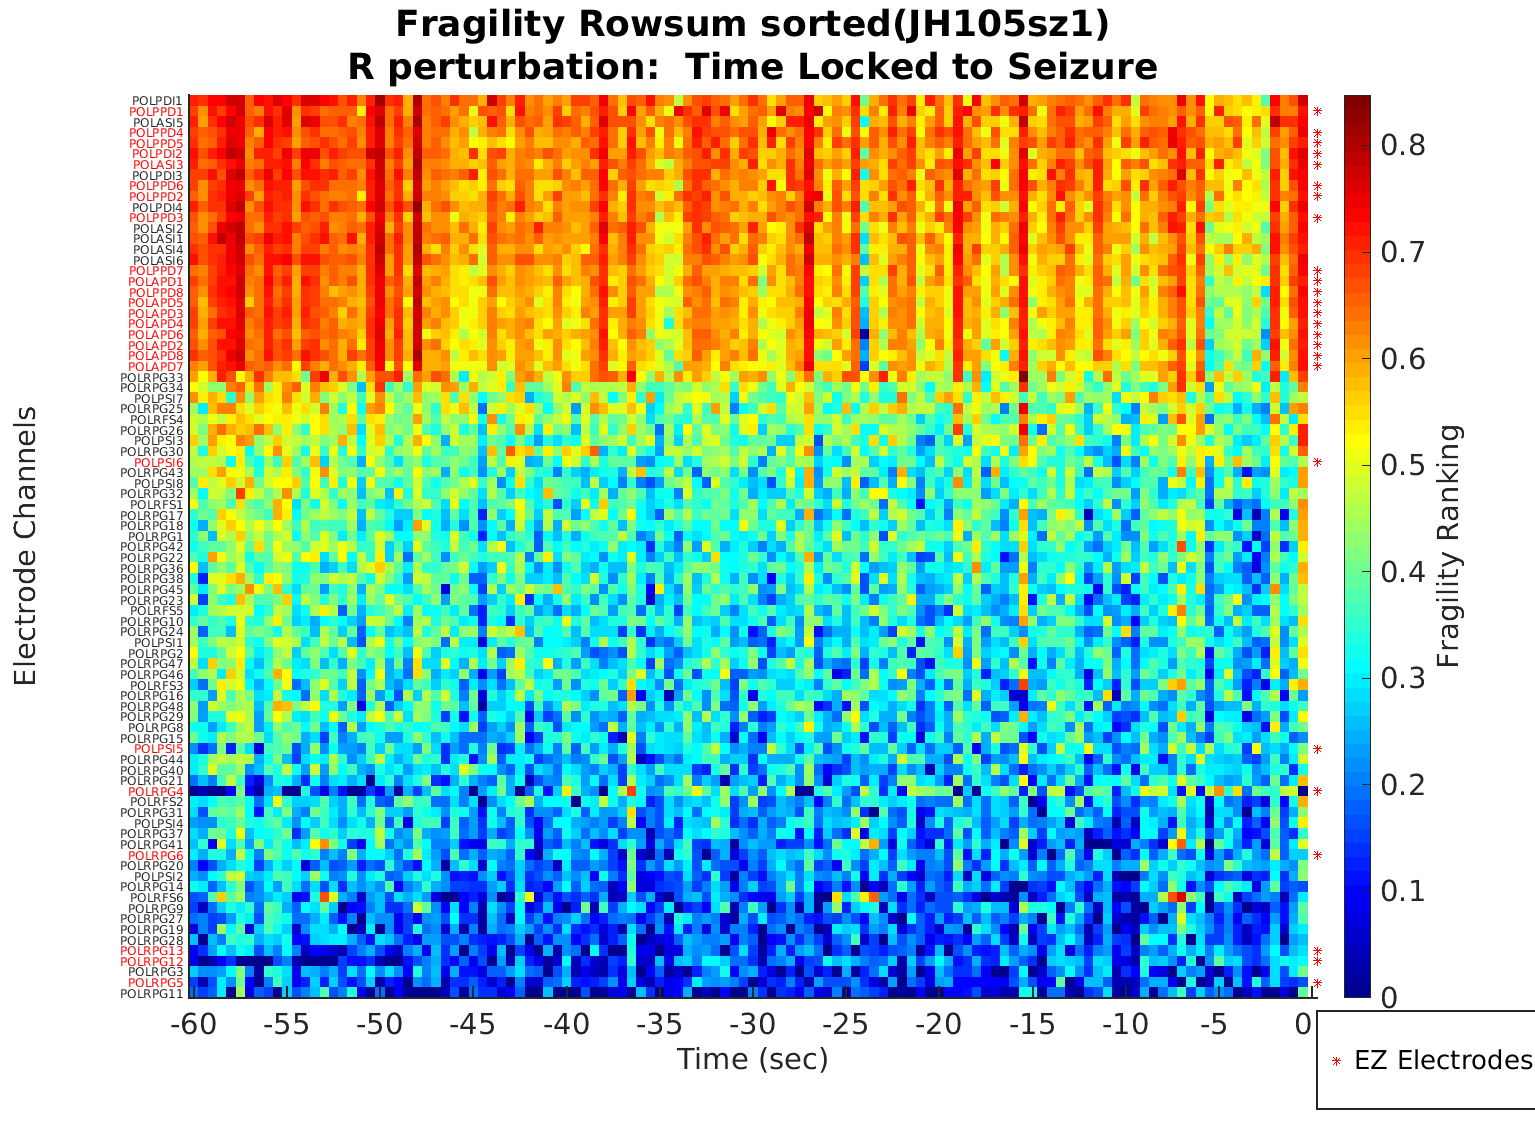 Fragility Rowsum sorted(JH105sz1)
R perturbation:  Time Locked to Seizure
Electrode Channels
POLPDI1
POLPPD1
POLASI5
POLPPD4
POLPPD5
POLPDI2
POLASI3
POLPDI3
POLPPD6
POLPPD2
POLPDI4
POLPPD3
POLASI2
POLASI1
POLASI4
POLASI6
POLPPD7
POLAPD1
POLPPD8
POLAPD5
POLAPD3
POLAPD4
POLAPD6
POLAPD2
POLAPD8
POLAPD7
POLRPG33
POLRPG34
POLPSI7
POLRPG25
POLRFS4
POLRPG26
POLPSI3
POLRPG30
POLPSI6
POLRPG43
POLPSI8
POLRPG32
POLRFS1
POLRPG17
POLRPG18
POLRPG1
POLRPG42
POLRPG22
POLRPG36
POLRPG38
POLRPG45
POLRPG23
POLRFS5
POLRPG10
POLRPG24
POLPSI1
POLRPG2
POLRPG47
POLRPG46
POLRFS3
POLRPG16
POLRPG48
POLRPG29
POLRPG8
POLRPG15
POLPSI5
POLRPG44
POLRPG40
POLRPG21
POLRPG4
POLRFS2
POLRPG31
POLPSI4
POLRPG37
POLRPG41
POLRPG6
POLRPG20
POLPSI2
POLRPG14
POLRFS6
POLRPG9
POLRPG27
POLRPG19
POLRPG28
POLRPG13
POLRPG12
POLRPG3
POLRPG5
POLRPG11
-60 -55 -50 -45 -40 -35 -30 -25 -20 -15 -10 -5 0
Time (sec)
0.8
0.7
0.6
0.5
0.4
0.3
0.2
0.1
0
Fragility Ranking
EZ Electrodes